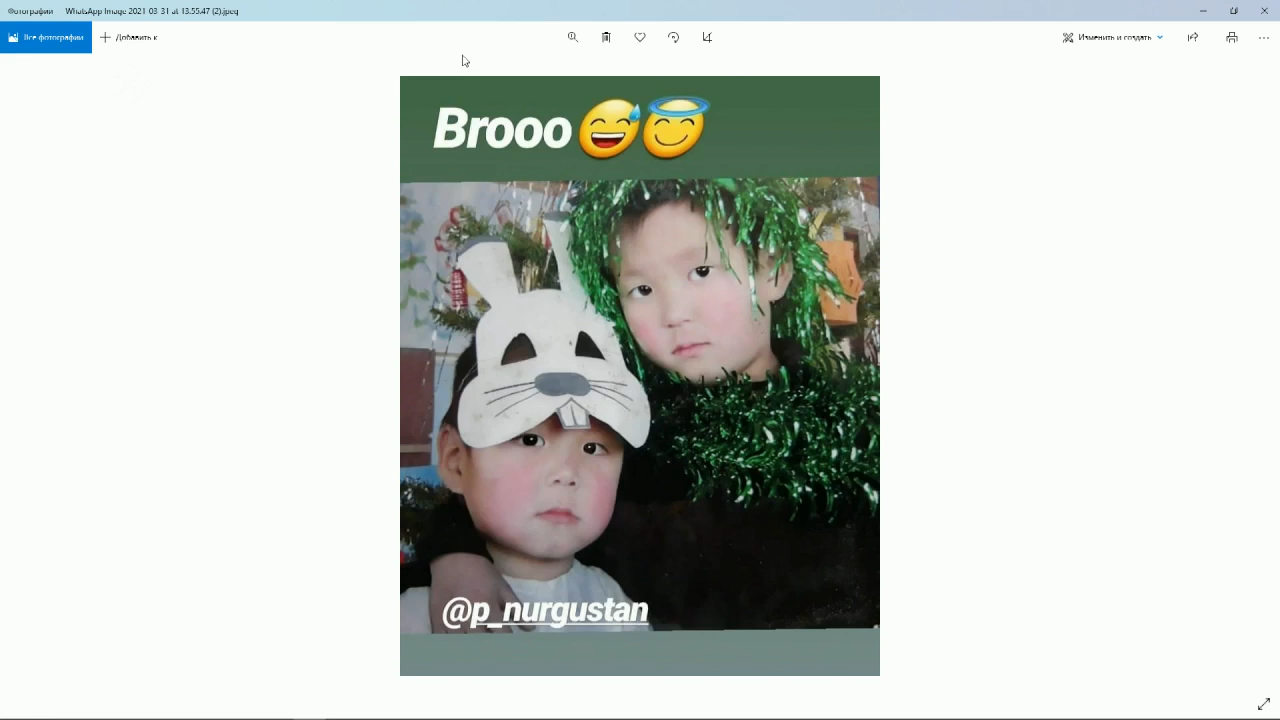 Фотографии - WhatsApp Image 2021-03-31 at 13.55.47 (2).jpeg
Все фотографии
Добавить к
Изменить и создать
Brooo😅😇
@p_nurgustan